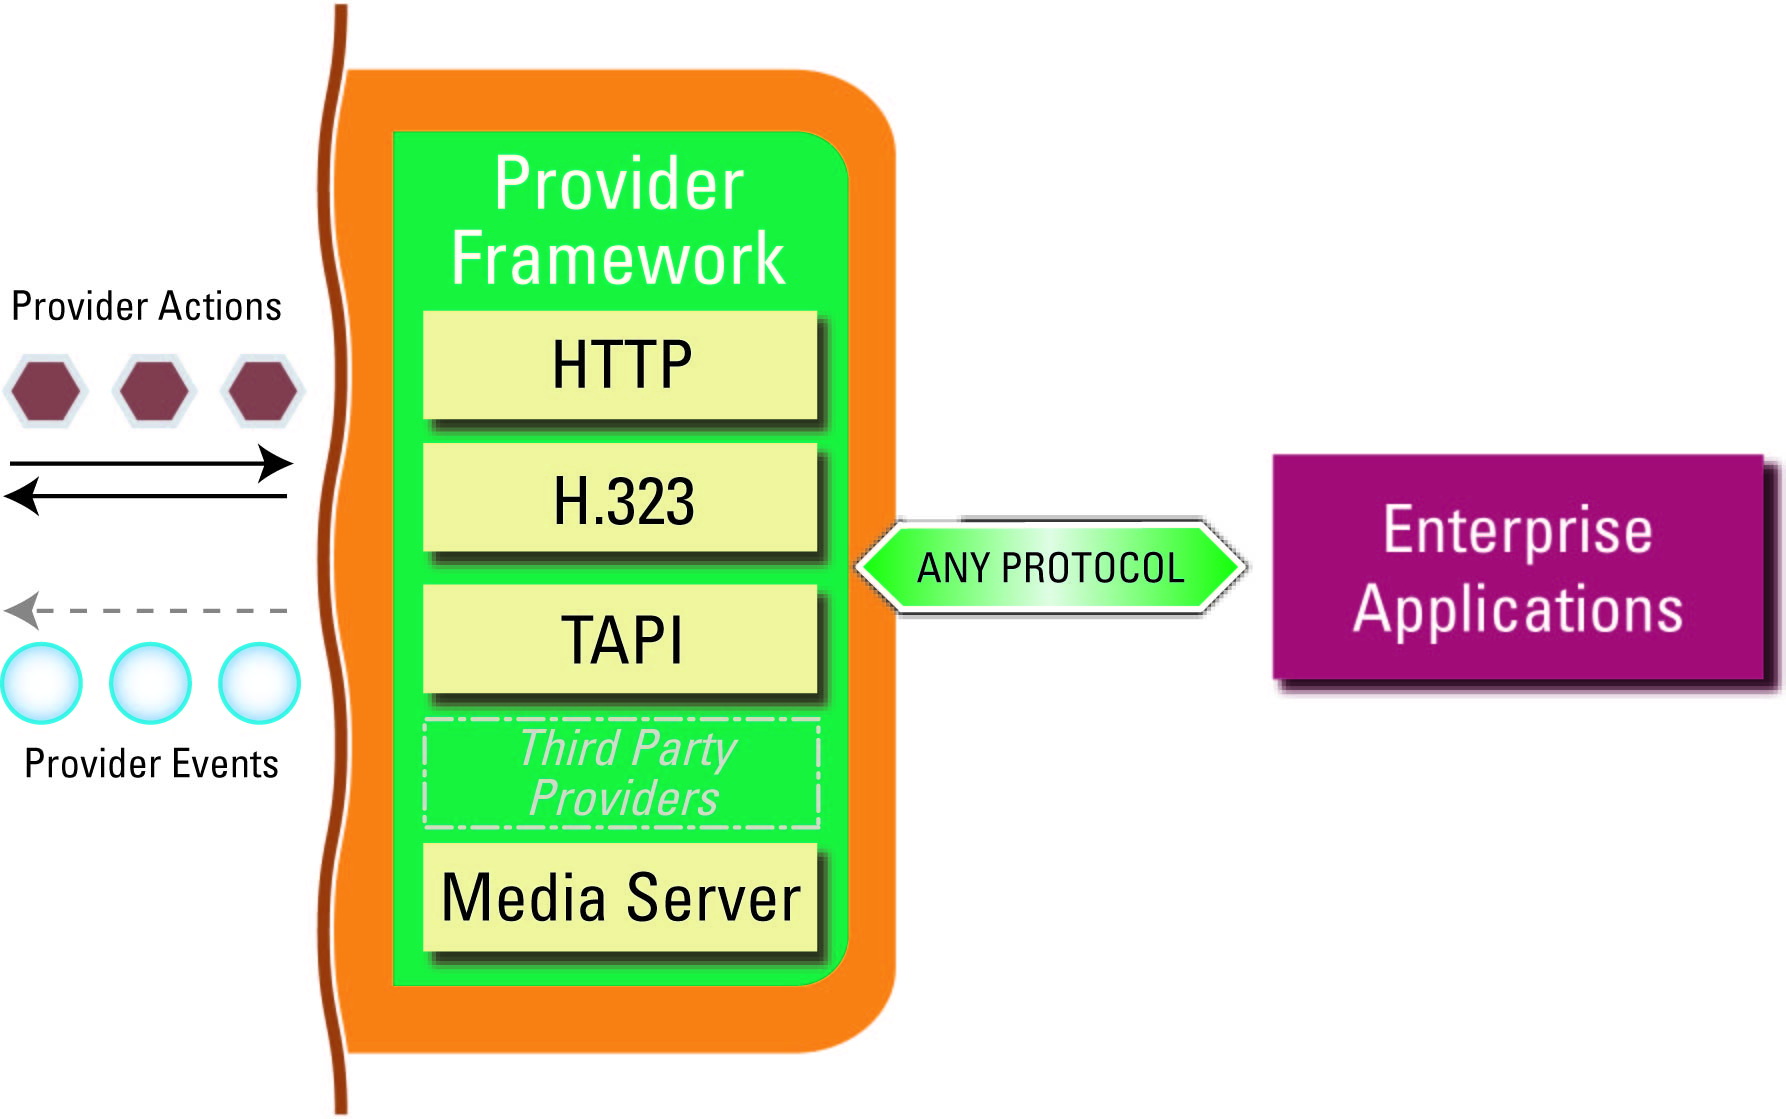 Provider
Framework
Provider Actions
HTTP
H.323
TAPI
Third Party
Providers
Media Server
Provider Events
ANY PROTOCOL
Enterprise
Applications